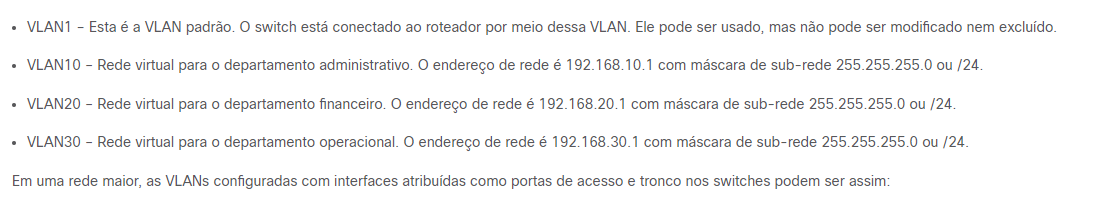 • VLAN1 – Esta é a VLAN padrão. O switch está conectado ao roteador por meio dessa VLAN. Ele pode ser usado, mas não pode ser modificado nem excluído.
• VLAN10 – Rede virtual para o departamento administrativo. O endereço de rede é 192.168.10.1 com máscara de sub-rede 255.255.255.0 ou /24.
• VLAN20 – Rede virtual para o departamento financeiro. O endereço de rede é 192.168.20.1 com máscara de sub-rede 255.255.255.0 ou /24.
• VLAN30 – Rede virtual para o departamento operacional. O endereço de rede é 192.168.30.1 com máscara de sub-rede 255.255.255.0 ou /24.
Em uma rede maior, as VLANs configuradas com interfaces atribuídas como portas de acesso e tronco nos switches podem ser assim: